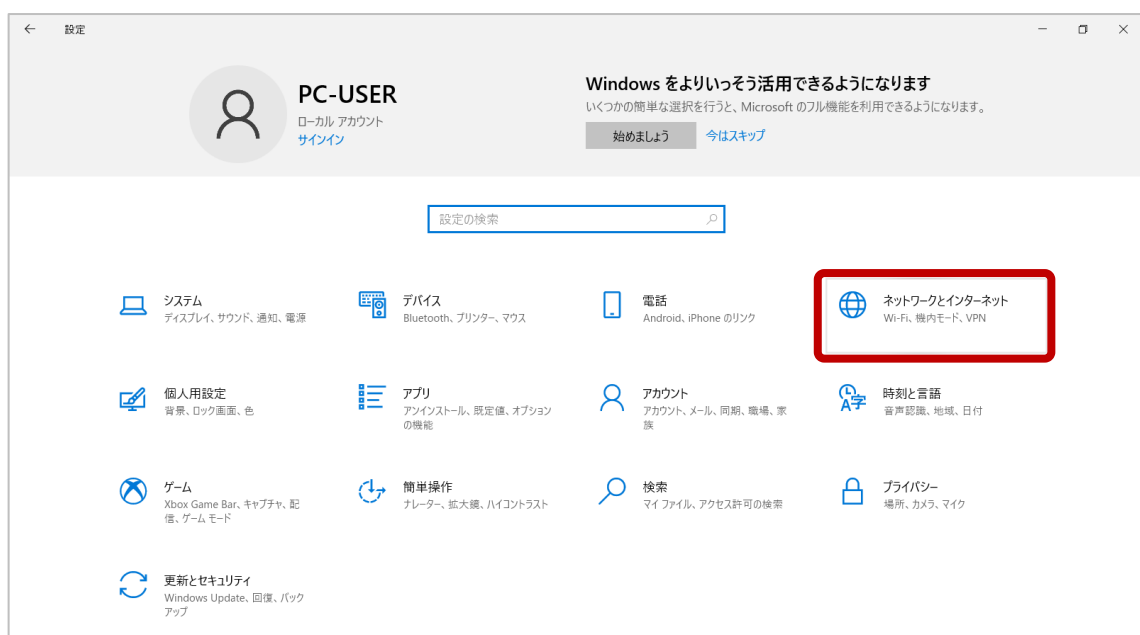 設定
PC-USER
ローカル アカウント
サインイン
Windows をよりいっそう活用できるようになります
いくつかの簡単な選択を行うと、Microsoft のフル機能を利用できるようになります。
始めましょう
今はスキップ
設定の検索
システム
ディスプレイ、サウンド、通知、電源
デバイス
Bluetooth、プリンター、マウス
電話
Android、iPhone のリンク
ネットワークとインターネット
Wi-Fi、機内モード、VPN
個人用設定
背景、ロック画面、色
アプリ
アンインストール、既定値、オプション
の機能
アカウント
アカウント、メール、同期、職場、家
族
時刻と言語
音声認識、地域、日付
ゲーム
Xbox Game Bar、キャプチャ、配
信、ゲーム モード
簡単操作
ナレーター、拡大鏡、ハイコントラスト
検索
マイ ファイル、アクセス許可の検索
プライバシー
場所、カメラ、マイク
更新とセキュリティ
Windows Update、回復、バック
アップ